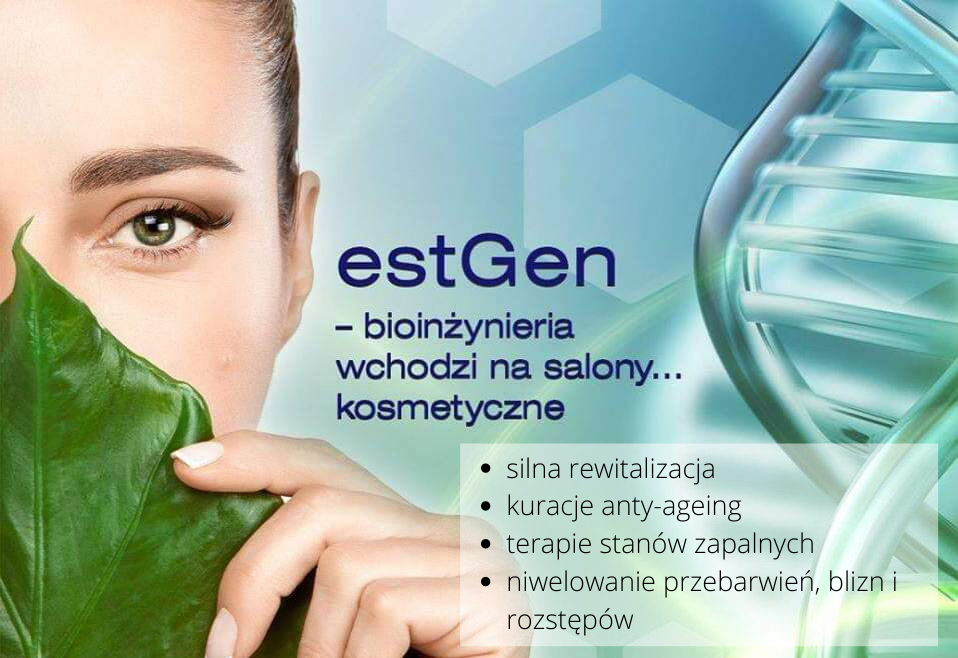 estGen
– bioinżynieria
wchodzi na salony...
kosmetyczne
• silna rewitalizacja
• kuracje anty-ageing
• terapie stanów zapalnych
• niwelowanie przebarwień, blizn i
rozstępów